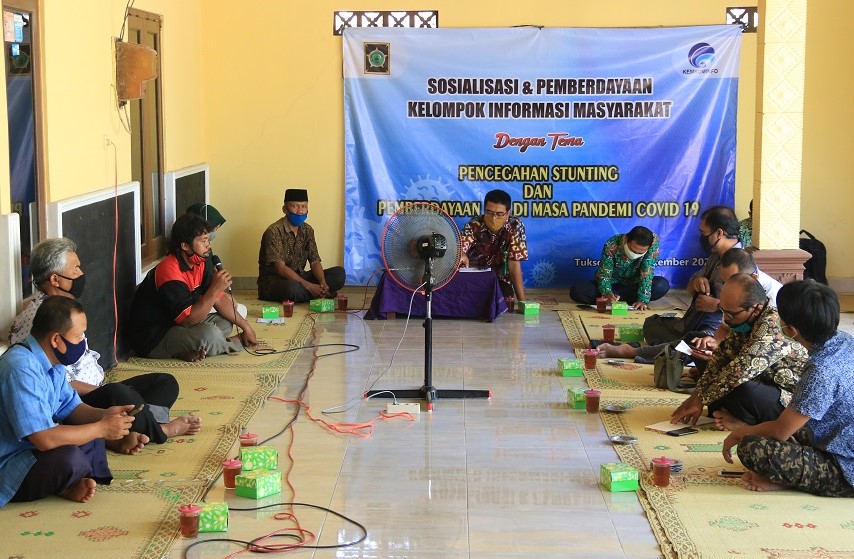 KEMKOMINFO
SOSIALISASI & PEMBERDAYAAN
KELOMPOK INFORMASI MASYARAKAT
Dengan Tema
PENCEGAHAN STUNTING
DAN
PEMBERDAYAAN DI MASA PANDEMI COVID 19